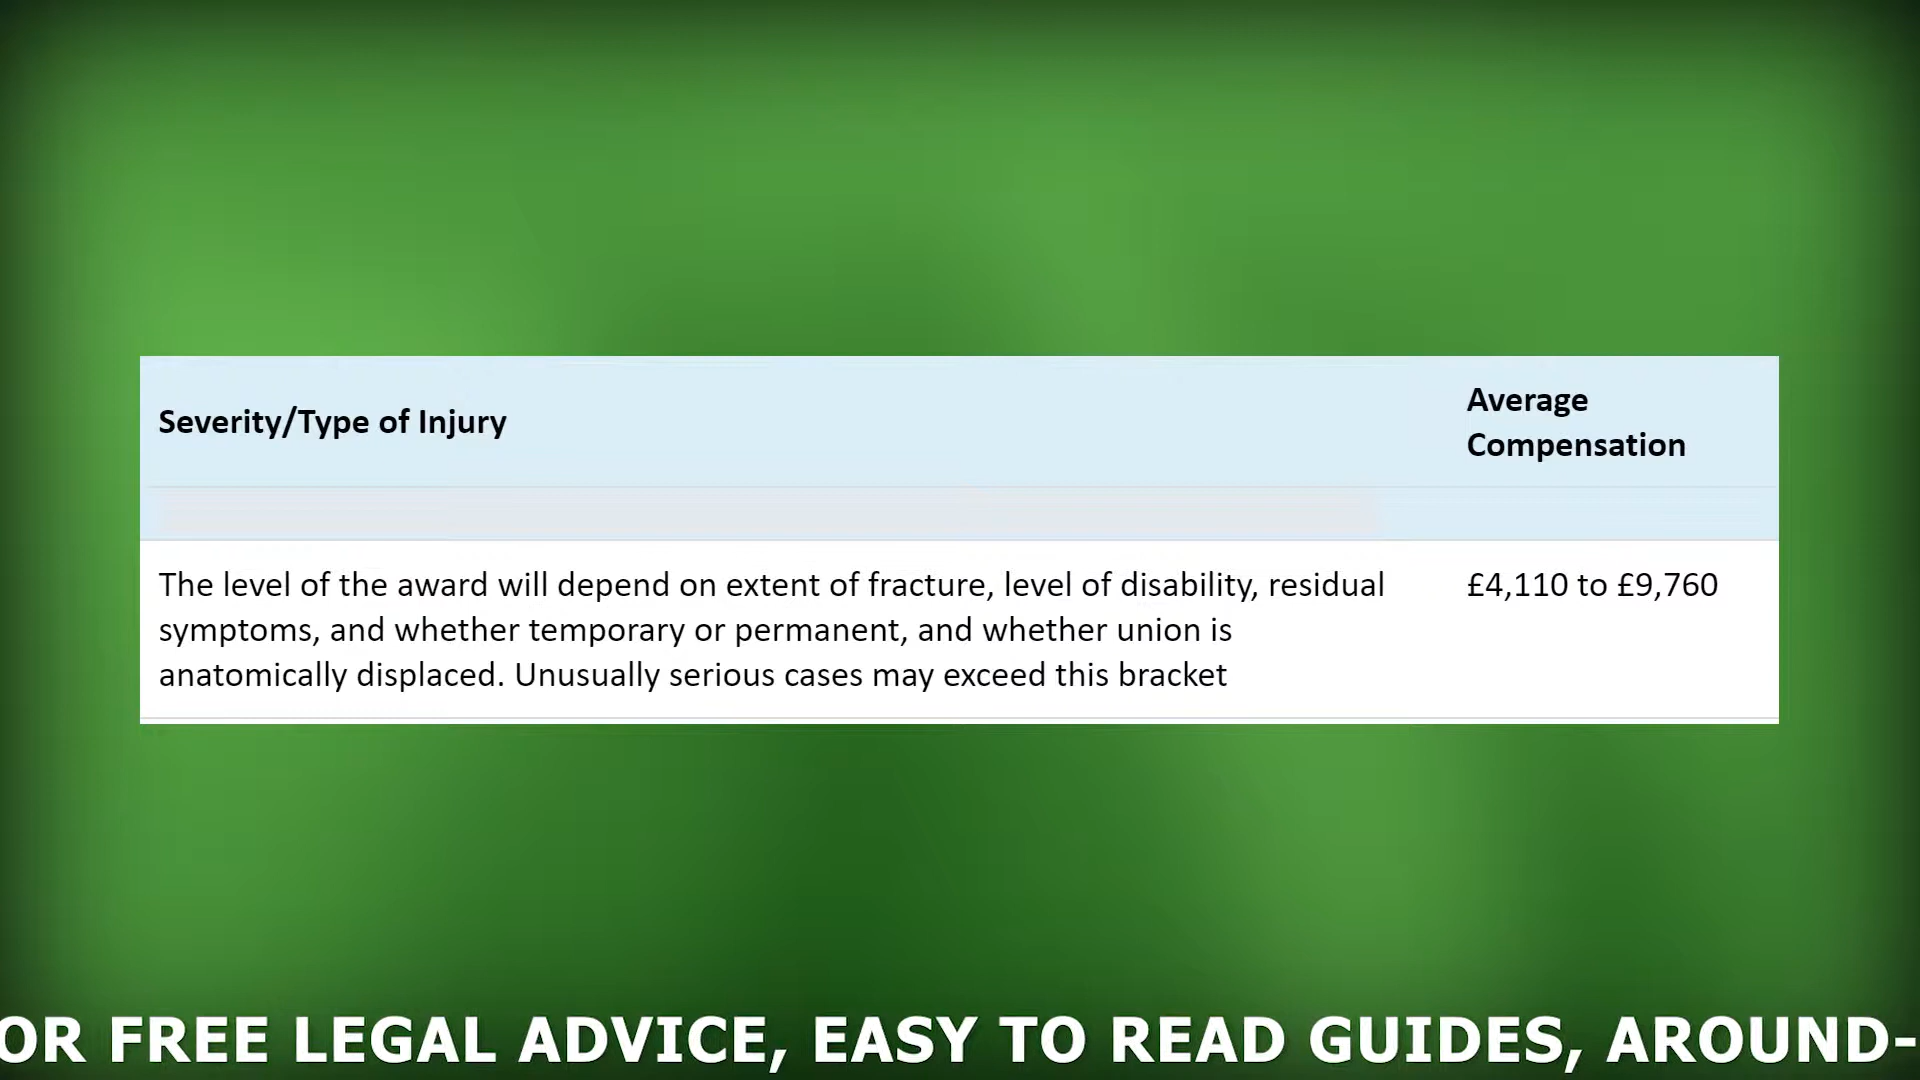 Severity/Type of Injury
Average
Compensation
The level of the award will depend on extent of fracture, level of disability, residual
symptoms, and whether temporary or permanent, and whether union is
anatomically displaced. Unusually serious cases may exceed this bracket
£4,110 to £9,760
OR FREE LEGAL ADVICE, EASY TO READ GUIDES, AROUND-